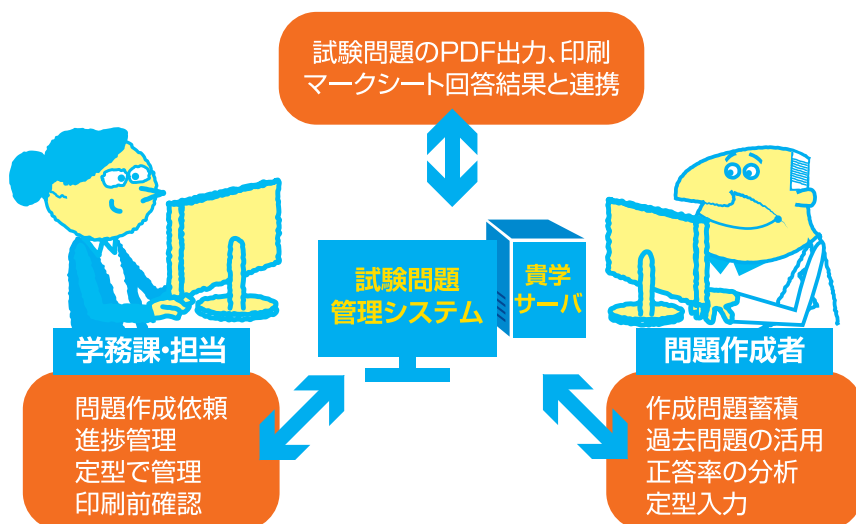 試験問題のPDF出力、印刷
マークシート回答結果と連携
試験問題
管理システム
貴学
サーバ
学務課・担当
問題作成依頼
進捗管理
定型で管理
印刷前確認
問題作成者
作成問題蓄積
過去問題の活用
正答率の分析
定型入力